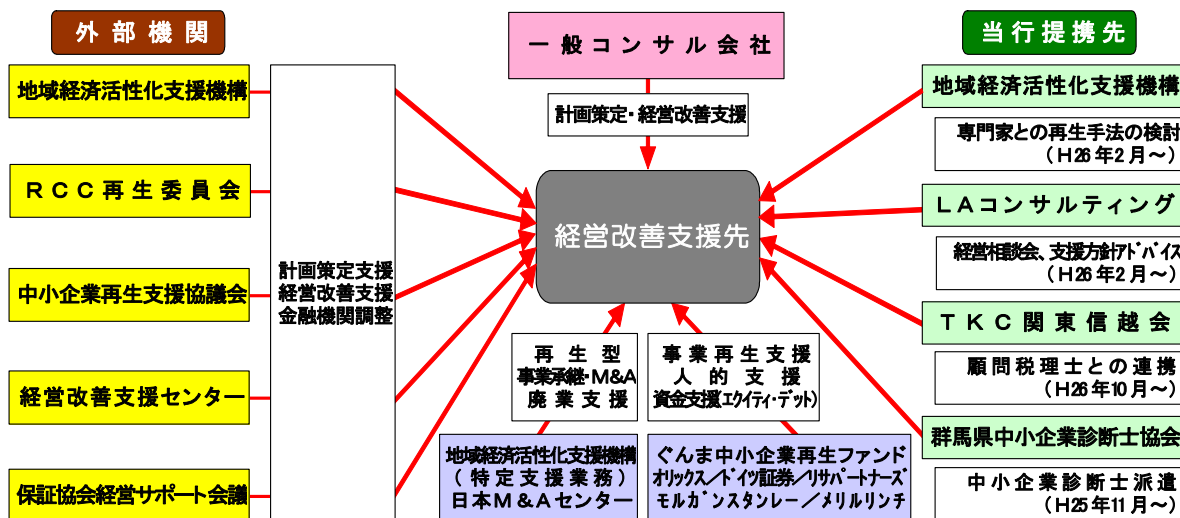 外部機関
地域経済活性化支援機構
RCC再生委員会
中小企業再生支援協議会
経営改善支援センター
保証協会経営サポート会議
計画策定支援
経営改善支援
金融機関調整
一般コンサル会社
計画策定・経営改善支援
経営改善支援先
再生型
事業承継・M&A
廃業支援
地域経済活性化支援機構
(特定支援業務)
日本M&Aセンター
事業再生支援
人的支援
資金支援(エクイティ・デット)
ぐんま中小企業再生ファンド
オリックス/ドイツ証券/リサパートナーズ
モルガンスタンレー/メリルリンチ
当行提携先
地域経済活性化支援機構
専門家との再生手法の検討
(H26年2月~)
LAコンサルティング
経営相談会、支援方針アドバイス
(H26年2月~)
TKC関東信越会
顧問税理士との連携
(H26年10月~)
群馬県中小企業診断士協会
中小企業診断士派遣
(H25年11月~)